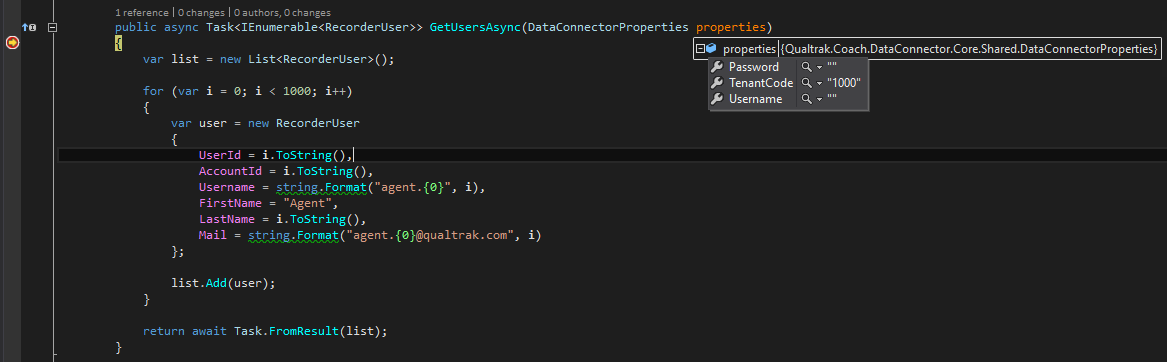 1 reference | 0 changes | 0 authors, 0 changes
public async Task<IEnumerable<RecorderUser>> GetUsersAsync(DataConnectorProperties properties)
{
properties {Qualtrak.Coach.DataConnector.Core.Shared.DataConnectorProperties}
var list = new List<RecorderUser>();
Password ""
TenantCode "1000"
Username ""
for (var i = 0; i < 1000; i++)
{
var user = new RecorderUser
{
UserId = i.ToString(),
AccountId = i.ToString(),
Username = string.Format("agent.{0}", i),
FirstName = "Agent",
LastName = i.ToString(),
Mail = string.Format("agent.{0}@qualtrak.com", i)
};
list.Add(user);
}
return await Task.FromResult(list);
}